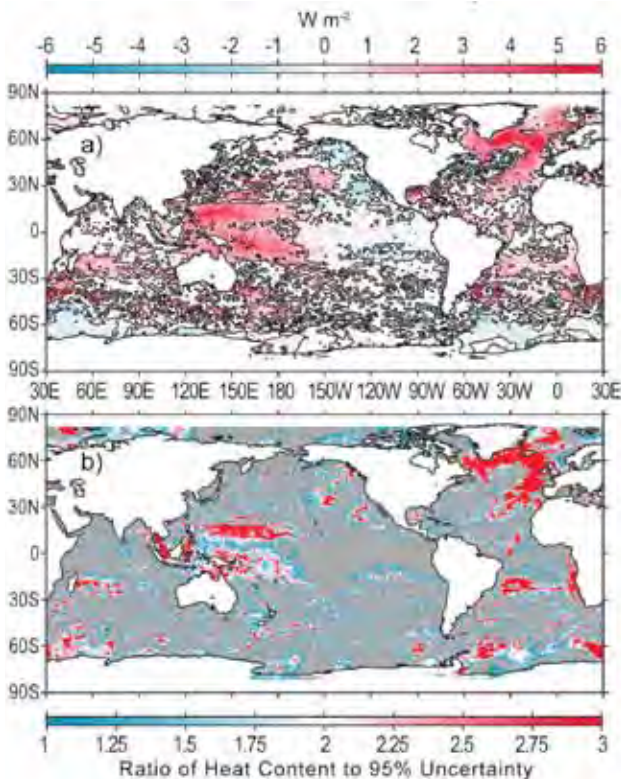 W m-2
-6 -5 -4 -3 -2 -1 0 1 2 3 4 5 6
90N
a)
60N
30N
0
30S
60S
90S
30E 60E 90E 120E 150E 180 150W 120W 90W 60W 30W 0 30E
90N
b)
60N
30N
0
30S
60S
90S
1 1.25 1.5 1.75 2 2.25 2.5 2.75 3
Ratio of Heat Content to 95% Uncertainty